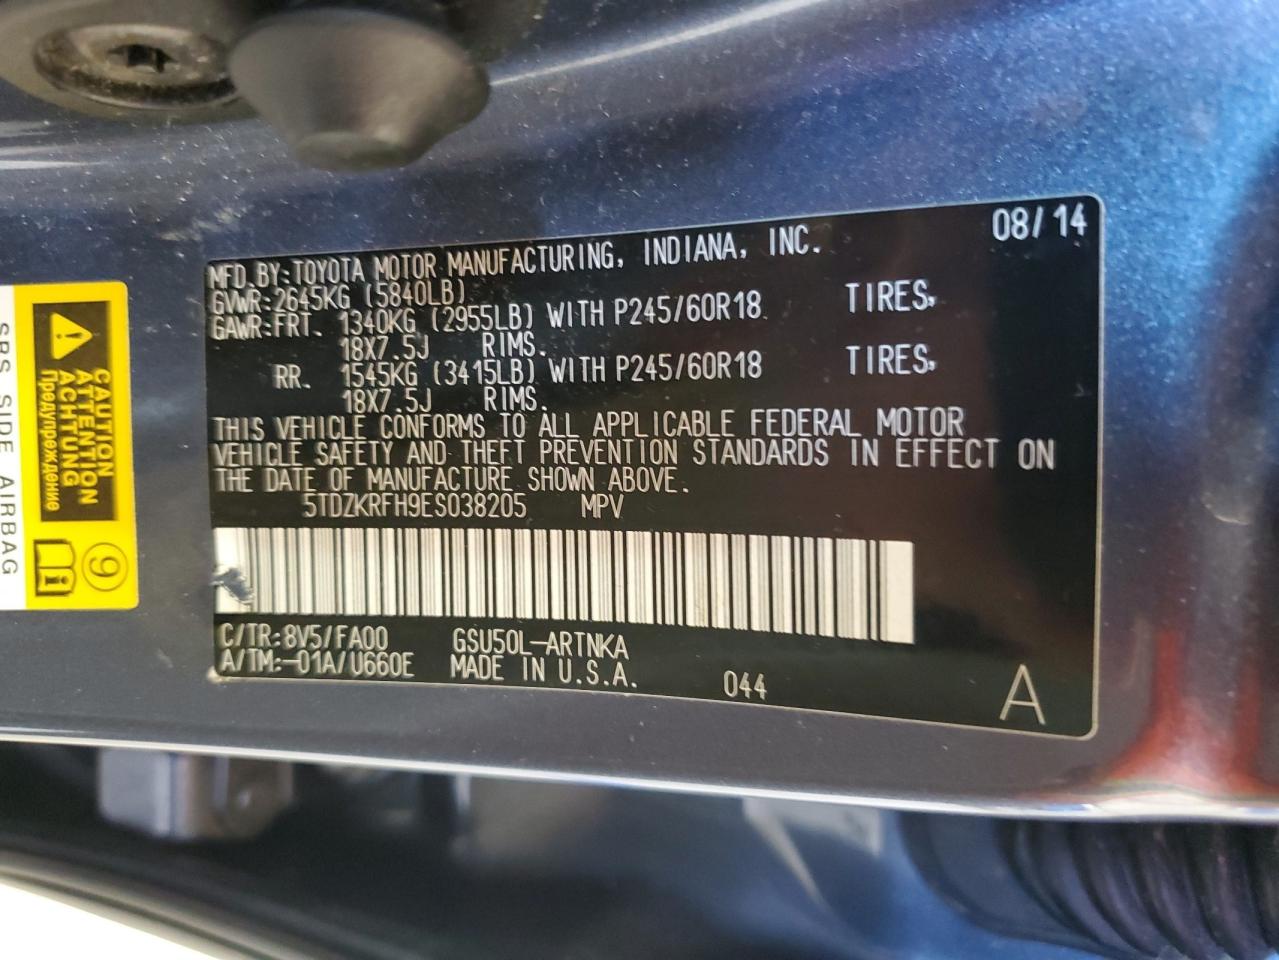 08/14
MFD.BY:TOYOTA MOTOR MANUFACTURING, INDIANA, INC.
GVWR:2645KG (5840LB)
GAWR:FRT. 1340KG (2955LB) WITH P245/60R18 TIRES,
18X7.5J RIMS.
RR. 1545KG (3415LB) WITH P245/60R18 TIRES,
18X7.5J RIMS.
THIS VEHICLE CONFORMS TO ALL APPLICABLE FEDERAL MOTOR
VEHICLE SAFETY AND THEFT PREVENTION STANDARDS IN EFFECT ON
THE DATE OF MANUFACTURE SHOWN ABOVE.
5TDZKRFH9ES038205 MPV
C/TR:8V5/FA00 GSU50L-ARTNKA
A/TM:-01A/U660E MADE IN U.S.A. 044
A
CAUTION
ATTENTION
ACHTUNG
Предупреждение
9
SRS SIDE AIRBAG